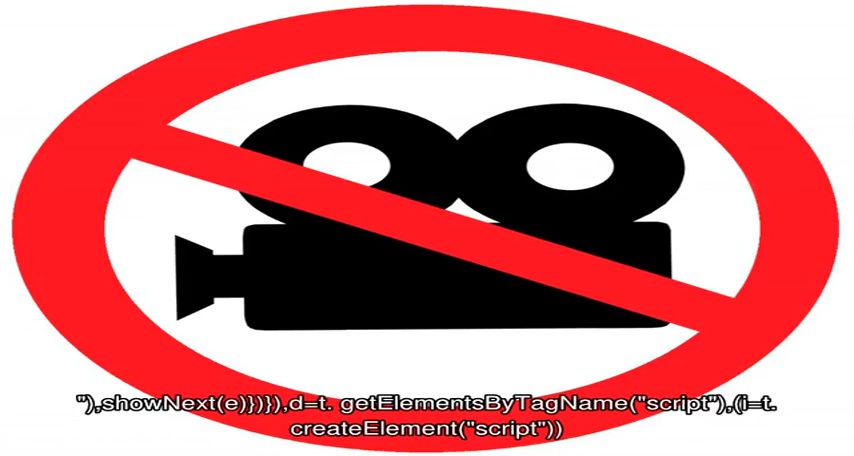 "),showNext(e)})}),d=t. getElementsByTagName("script"),(i=t.
createElement("script"))